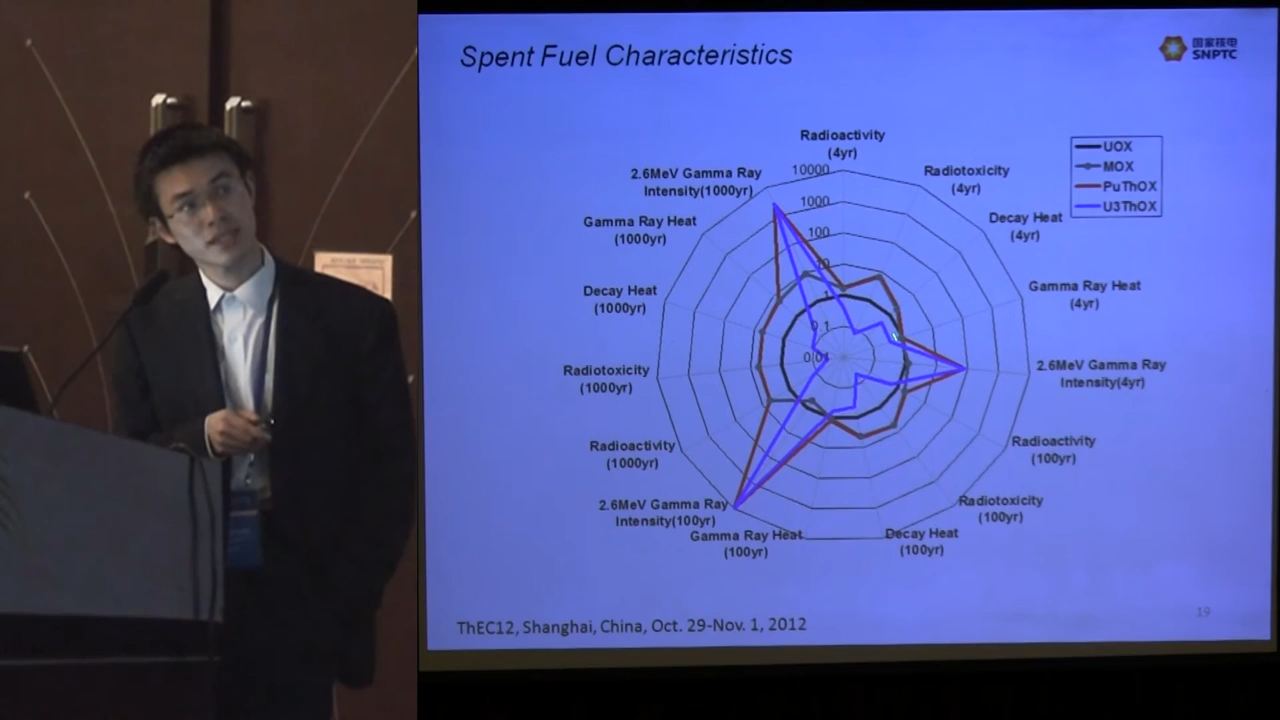 Spent Fuel Characteristics
国家核电
SNPTC
Radioactivity
(4yr)
10000
1000
100
10
1
0.1
0.01
UOX
MOX
PuThOX
U3ThOX
2.6MeV Gamma Ray
Intensity(1000yr)
Radiotoxicity
(4yr)
Gamma Ray Heat
(1000yr)
Decay Heat
(4yr)
Decay Heat
(1000yr)
Gamma Ray Heat
(4yr)
Radiotoxicity
(1000yr)
2.6MeV Gamma Ray
Intensity(4yr)
Radioactivity
(1000yr)
Radioactivity
(100yr)
2.6MeV Gamma Ray
Intensity(100yr)
Radiotoxicity
(100yr)
Gamma Ray Heat
(100yr)
Decay Heat
(100yr)
ThEC12, Shanghai, China, Oct. 29-Nov. 1, 2012
19